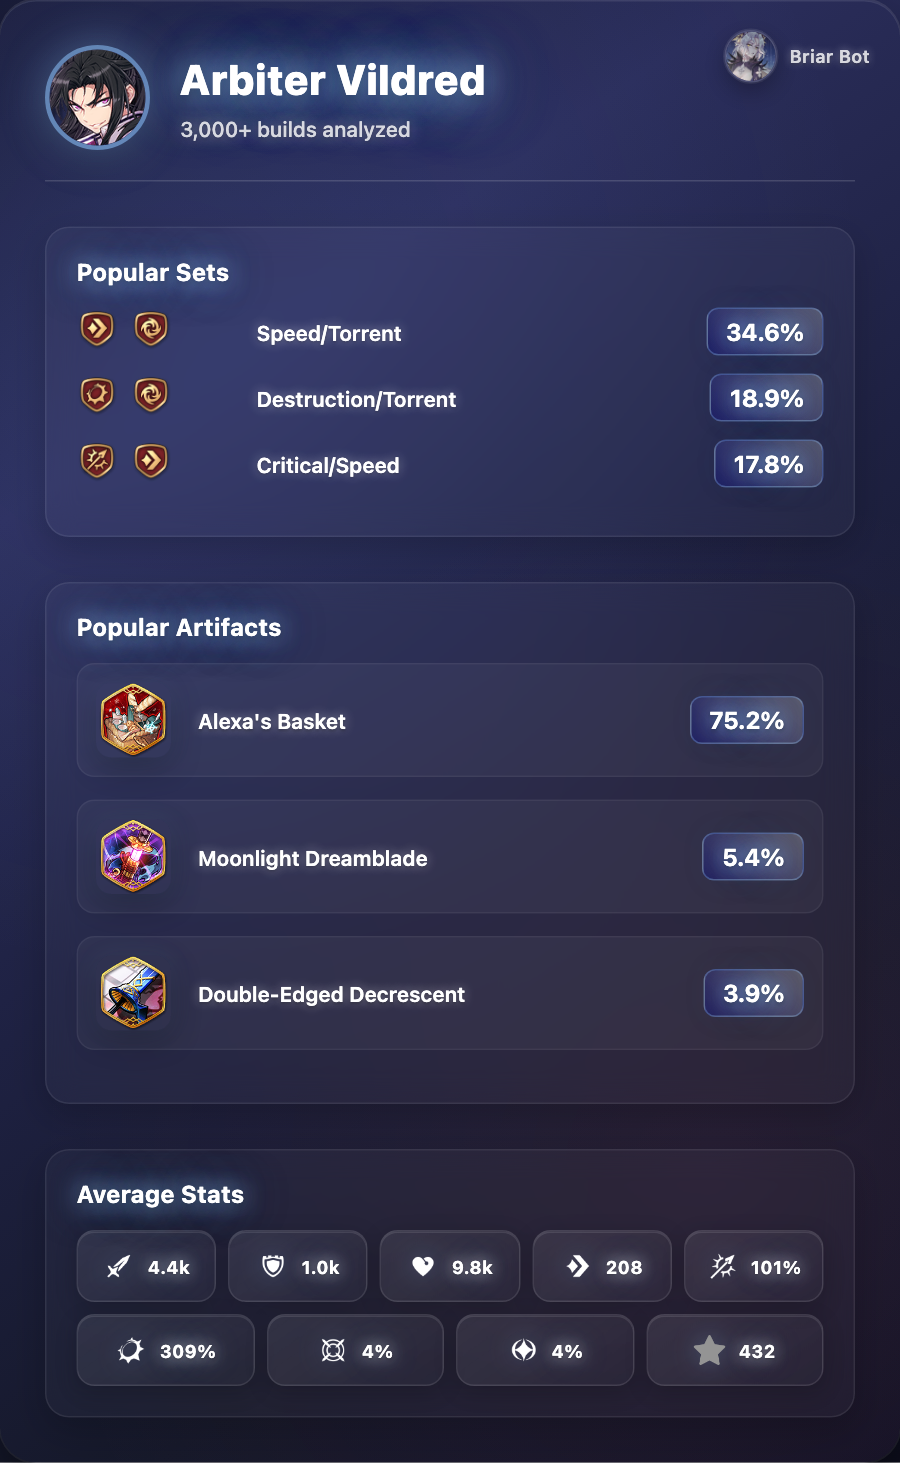 Arbiter Vildred
3,000+ builds analyzed
Briar Bot
Popular Sets
Speed/Torrent
34.6%
Destruction/Torrent
18.9%
Critical/Speed
17.8%
Popular Artifacts
Alexa's Basket
75.2%
Moonlight Dreamblade
5.4%
Double-Edged Decrescent
3.9%
Average Stats
4.4k
1.0k
9.8k
208
101%
309%
4%
4%
432